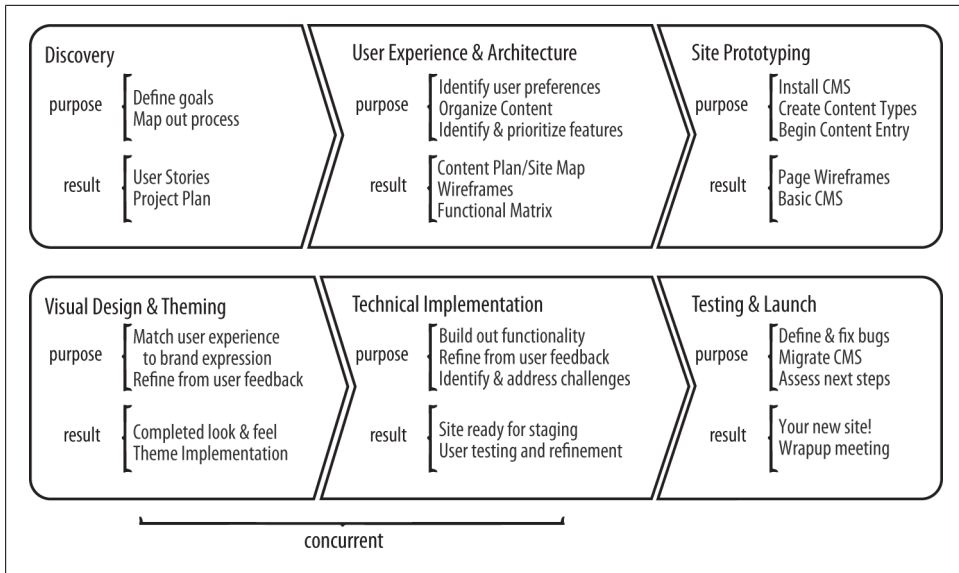 Discovery
purpose
Define goals
Map out process
result
User Stories
Project Plan
User Experience & Architecture
purpose
Identify user preferences
Organize Content
Identify & prioritize features
result
Content Plan/Site Map
Wireframes
Functional Matrix
Site Prototyping
purpose
Install CMS
Create Content Types
Begin Content Entry
result
Page Wireframes
Basic CMS
Visual Design & Theming
purpose
Match user experience
to brand expression
Refine from user feedback
result
Completed look & feel
Theme Implementation
Technical Implementation
purpose
Build out functionality
Refine from user feedback
Identify & address challenges
result
Site ready for staging
User testing and refinement
Testing & Launch
purpose
Define & fix bugs
Migrate CMS
Assess next steps
result
Your new site!
Wrapup meeting
concurrent